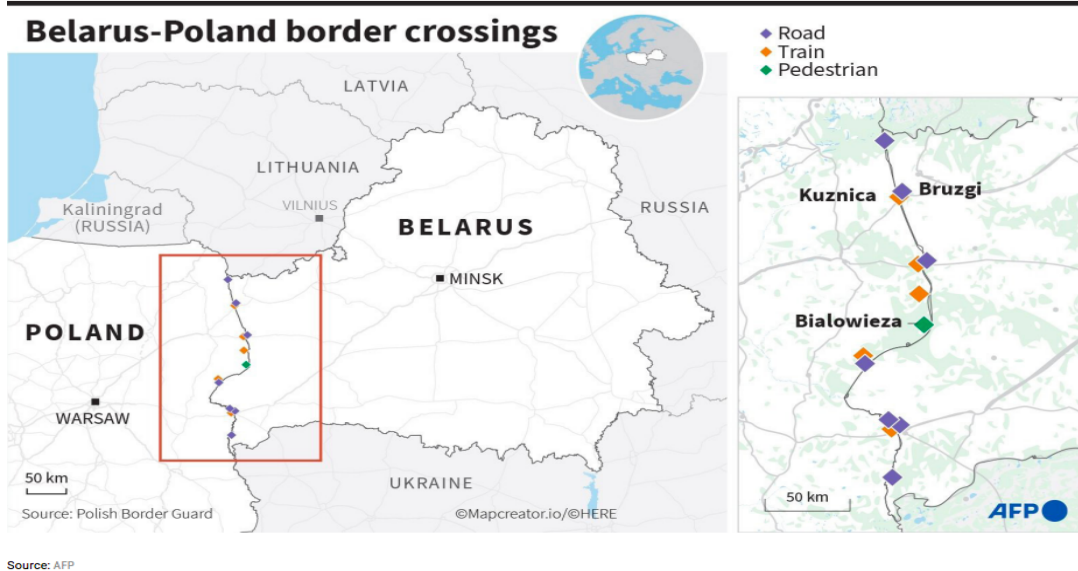 Belarus-Poland border crossings
Road
Train
Pedestrian
LATVIA
LITHUANIA
Kaliningrad
(RUSSIA)
VILNIUS
RUSSIA
BELARUS
MINSK
POLAND
WARSAW
UKRAINE
50 km
Source: Polish Border Guard
©Mapcreator.io/©HERE
Kuznica
Bruzgi
Bialowieza
50 km
AFP
Source: AFP